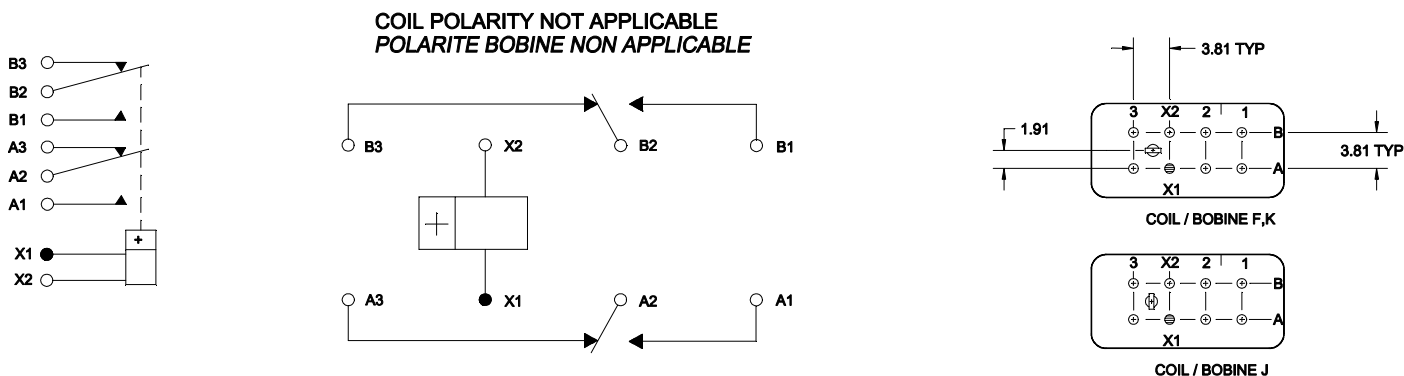 COIL POLARITY NOT APPLICABLE
POLARITE BOBINE NON APPLICABLE
B3
B2
B1
A3
A2
A1
X1
X2
+
B3
X2
B2
B1
A3
X1
A2
A1
3.81 TYP
1.91
3 X2 2 1
B
A
X1
3.81 TYP
COIL / BOBINE F,K
3 X2 2 1
B
A
X1
COIL / BOBINE J